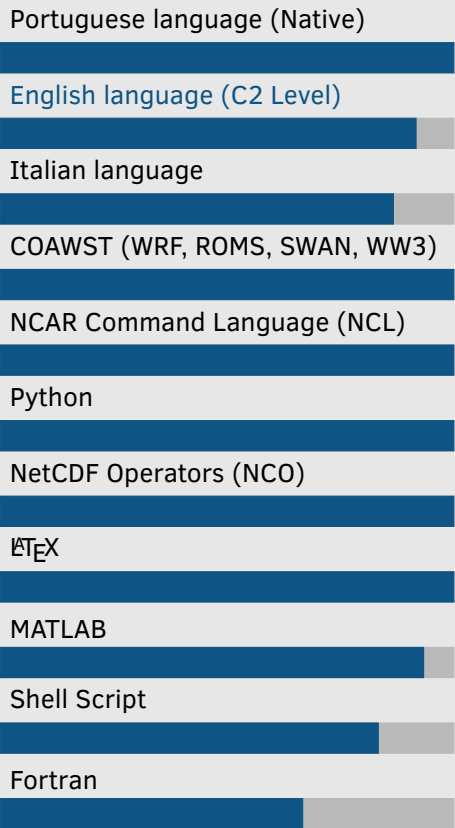 Portuguese language (Native)
English language (C2 Level)
Italian language
COAWST (WRF, ROMS, SWAN, WW3)
NCAR Command Language (NCL)
Python
NetCDF Operators (NCO)
LATEX
MATLAB
Shell Script
Fortran